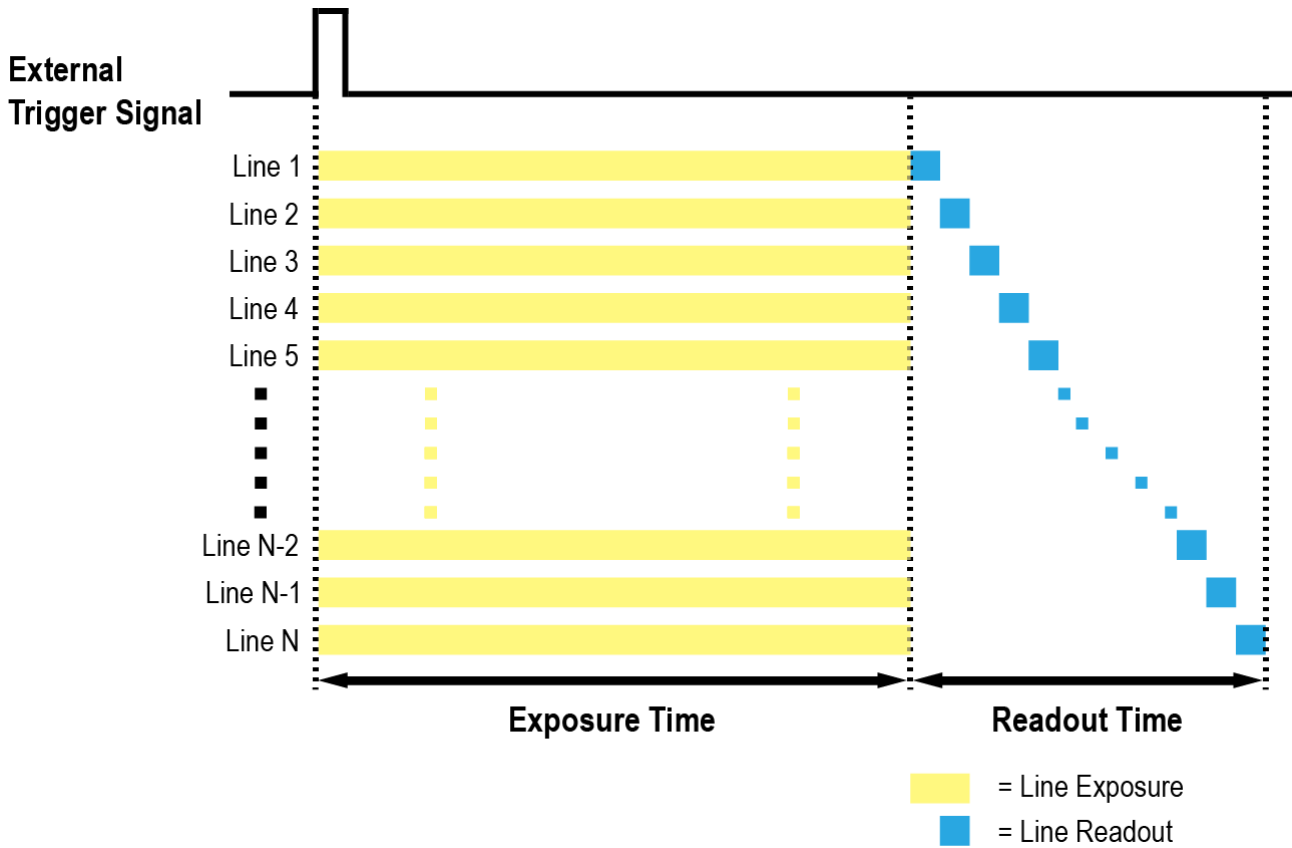 External
Trigger Signal
Line 1
Line 2
Line 3
Line 4
Line 5
Line N-2
Line N-1
Line N
Exposure Time
Readout Time
= Line Exposure
= Line Readout